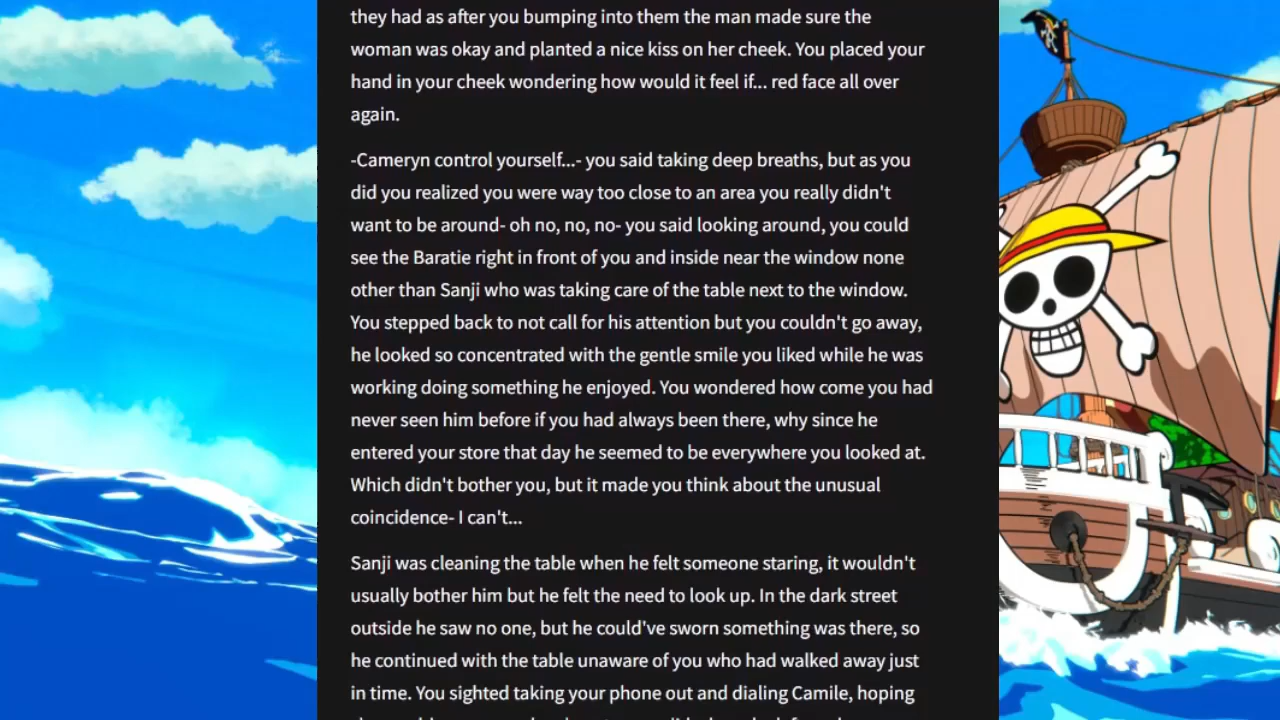 they had as after you bumping into them the man made sure the
woman was okay and planted a nice kiss on her cheek. You placed your
hand in your cheek wondering how would it feel if... red face all over
again.
-Cameryn control yourself...- you said taking deep breaths, but as you
did you realized you were way too close to an area you really didn't
want to be around- oh no, no, no- you said looking around, you could
see the Baratie right in front of you and inside near the window none
other than Sanji who was taking care of the table next to the window.
You stepped back to not call for his attention but you couldn't go away,
he looked so concentrated with the gentle smile you liked while he was
working doing something he enjoyed. You wondered how come you had
never seen him before if you had always been there, why since he
entered your store that day he seemed to be everywhere you looked at.
Which didn't bother you, but it made you think about the unusual
coincidence- I can't...
Sanji was cleaning the table when he felt someone staring, it wouldn't
usually bother him but he felt the need to look up. In the dark street
outside he saw no one, but he could've sworn something was there, so
he continued with the table unaware of you who had walked away just
in time. You sighted taking your phone out and dialing Camile, hoping